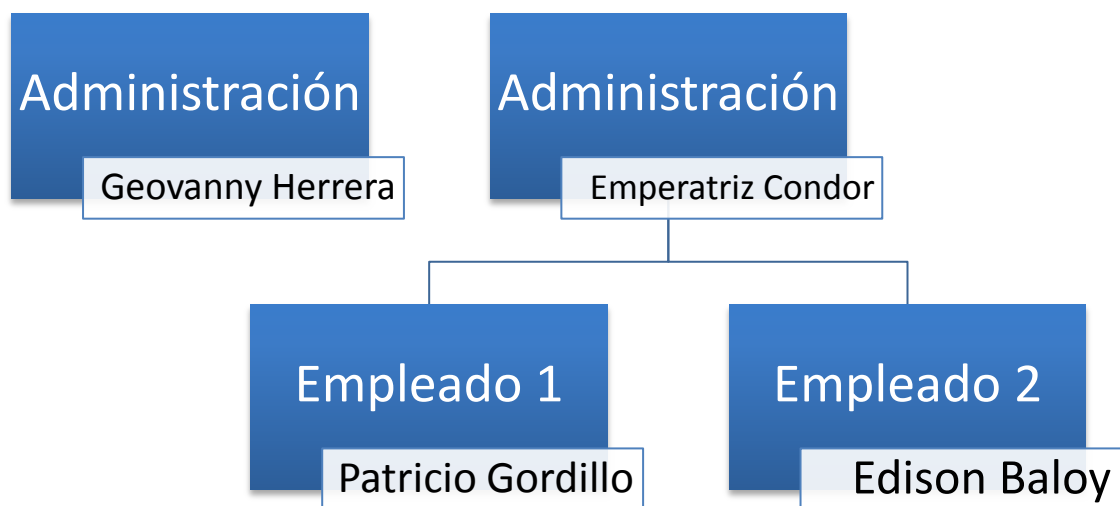 Administración
Geovanny Herrera
Administración
Emperatriz Condor
Empleado 1
Patricio Gordillo
Empleado 2
Edison Baloy